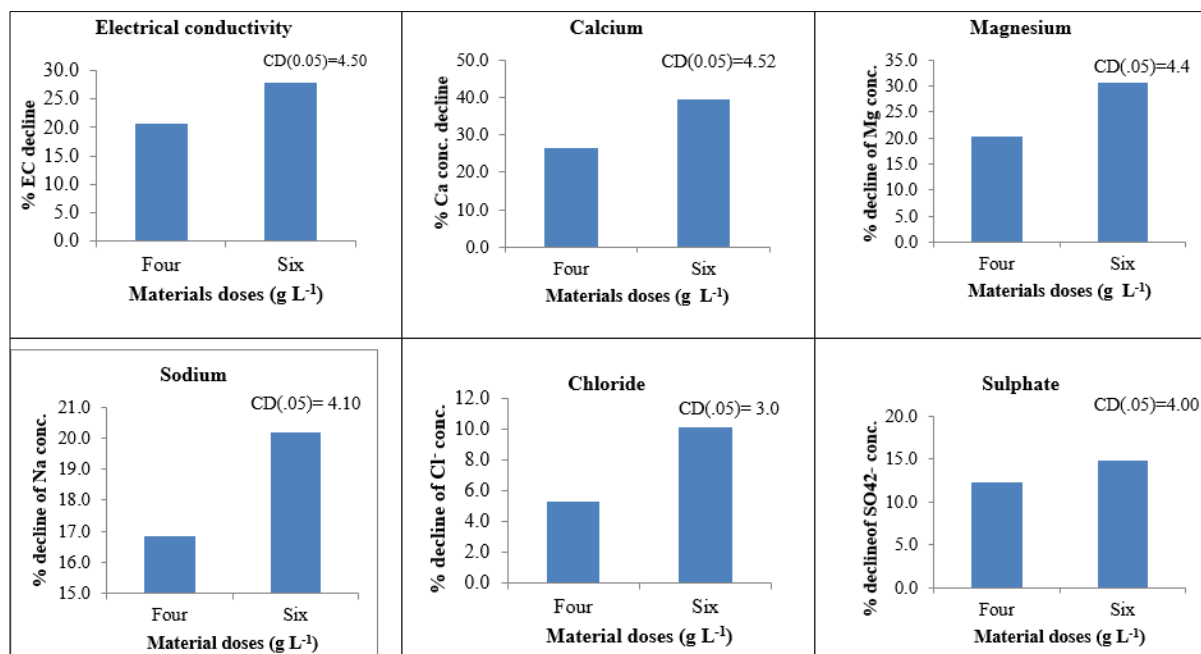 Electrical conductivity
CD(0.05)=4.50
30.0
25.0
20.0
15.0
10.0
5.0
0.0
% EC decline
Four Six
Materials doses (g L⁻¹)
Calcium
CD(0.05)=4.52
50.0
40.0
30.0
20.0
10.0
0.0
% Ca conc. decline
Four Six
Materials doses (g L⁻¹)
Magnesium
CD(.05)=4.4
35.0
30.0
25.0
20.0
15.0
10.0
5.0
0.0
% decline of Mg conc.
Four Six
Materials doses (g L⁻¹)
Sodium
CD(.05)= 4.10
21.0
20.0
19.0
18.0
17.0
16.0
15.0
% decline of Na conc.
Four Six
Material doses (g L⁻¹)
Chloride
CD(.05)= 3.0
12.0
10.0
8.0
6.0
4.0
2.0
0.0
% decline of Cl⁻ conc.
Four Six
Material doses (g L⁻¹)
Sulphate
CD(.05)=4.00
20.0
15.0
10.0
5.0
0.0
% declineof SO42- conc.
Four Six
Material doses (g L⁻¹)